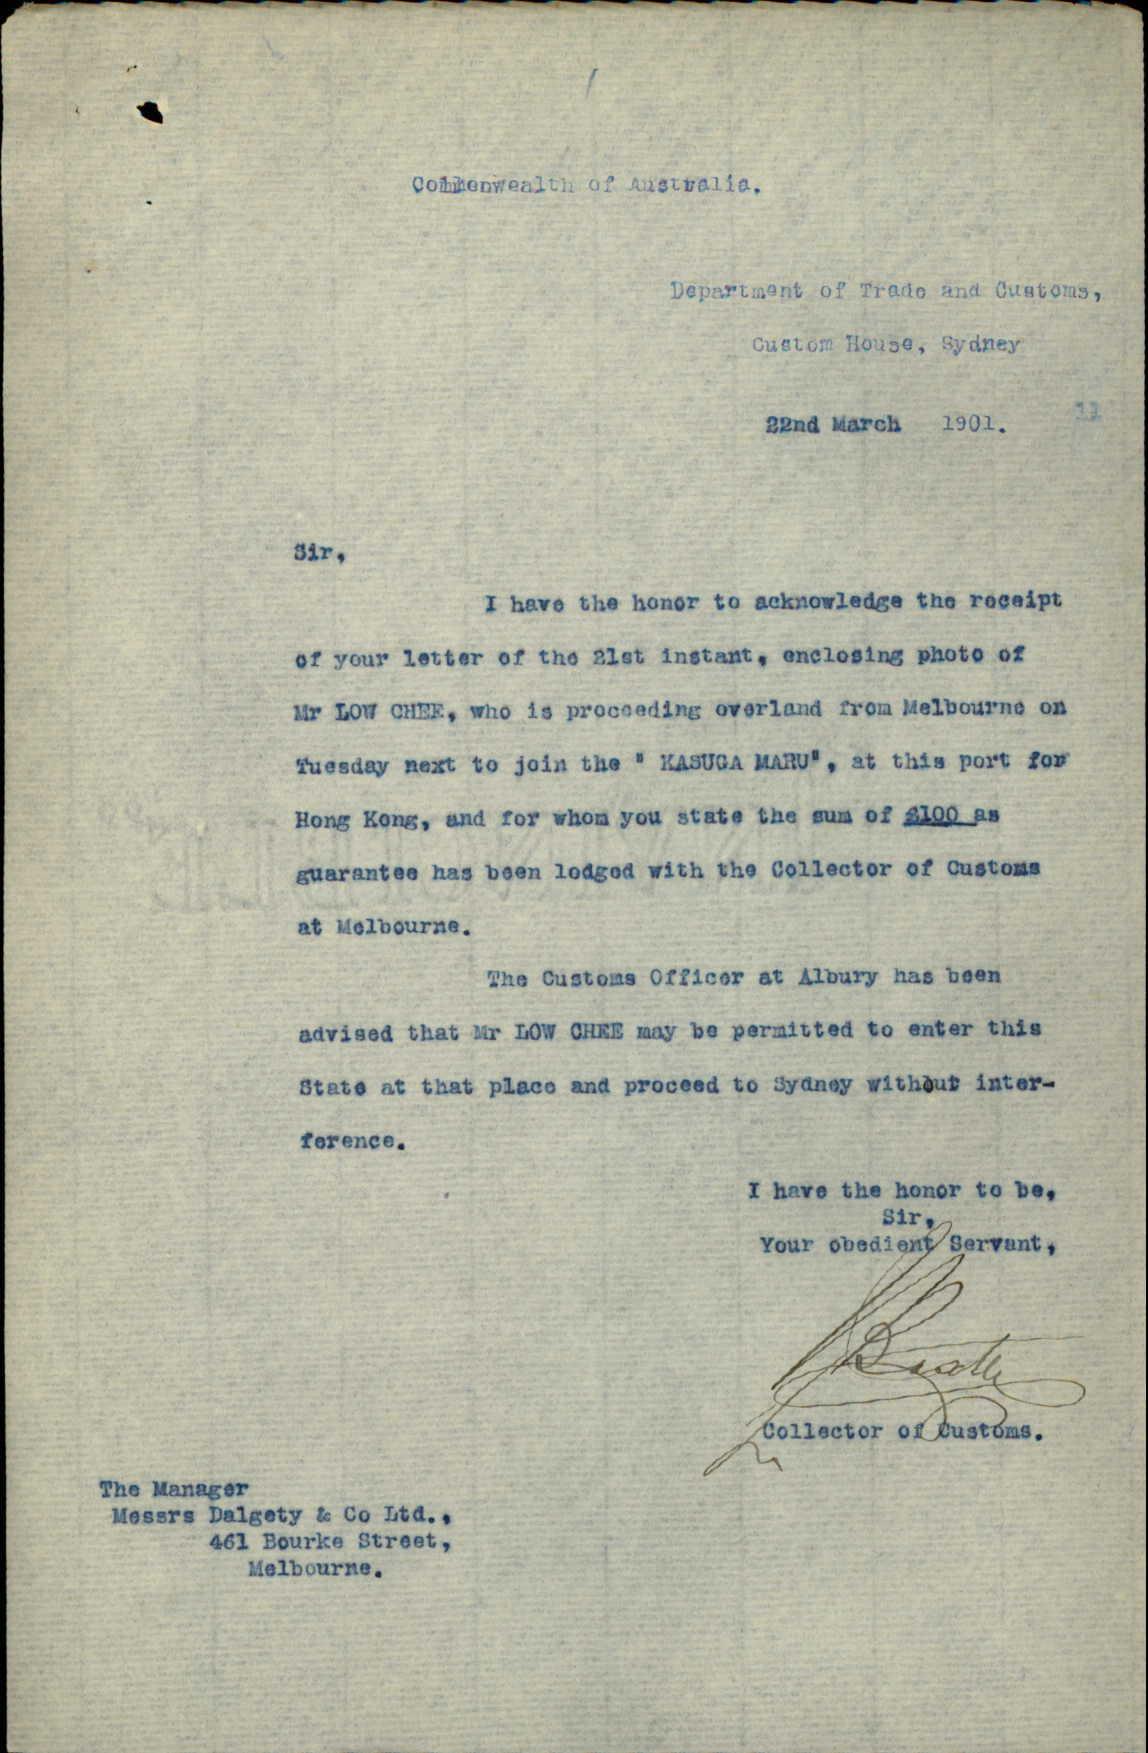 Commonwealth of Australia.
Department of Trade and Customs,
Custom House, Sydney
22nd March 1901.
11
Sir,
I have the honor to acknowledge the receipt
of your letter of the 21st instant, enclosing photo of
Mr LOW CHEE, who is proceeding overland from Melbourne on
Tuesday next to join the " KASUGA MARU", at this port for
Hong Kong, and for whom you state the sum of £100 as
guarantee has been lodged with the Collector of Customs
at Melbourne.
The Customs Officer at Albury has been
advised that Mr LOW CHEE may be permitted to enter this
State at that place and proceed to Sydney without inter-
ference.
I have the honor to be,
Sir,
Your obedient Servant,
Baxter
Collector of Customs.
The Manager
Messrs Dalgety & Co Ltd.,
461 Bourke Street,
Melbourne.